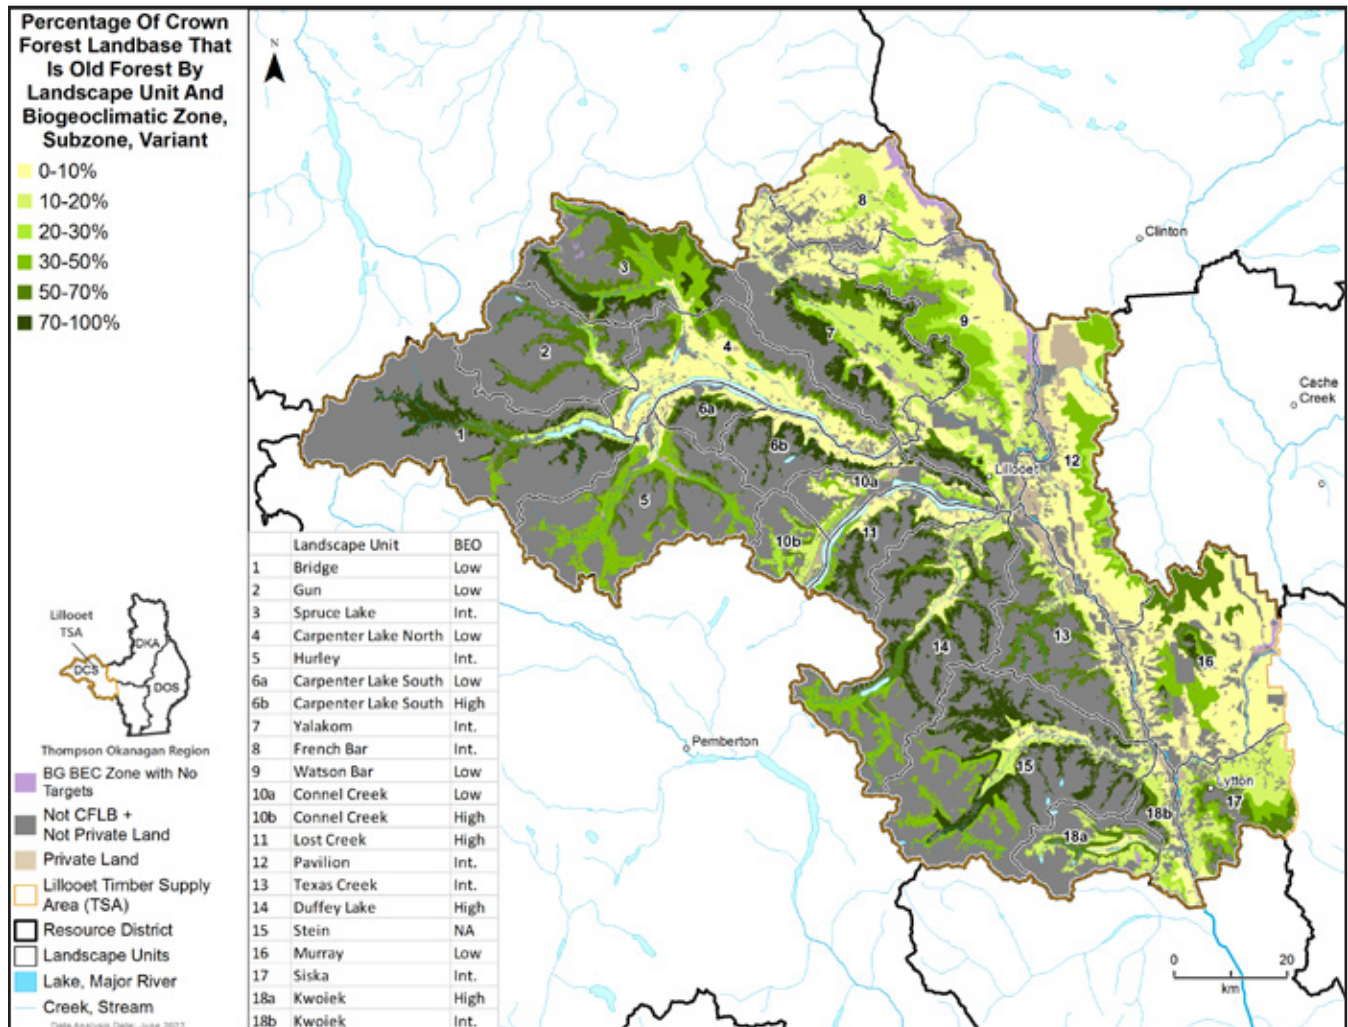 Percentage Of Crown
Forest Landbase That
Is Old Forest By
Landscape Unit And
Biogeoclimatic Zone,
Subzone, Variant
0-10%
10-20%
20-30%
30-50%
50-70%
70-100%
Lillooet
TSA
DKA
DCS
DOS
Thompson Okanagan Region
BG BEC Zone with No
Targets
Not CFLB +
Not Private Land
Private Land
Lillooet Timber Supply
Area (TSA)
Resource District
Landscape Units
Lake, Major River
Creek, Stream
Data Analysis Date: June 2022
Landscape Unit BEO
1 Bridge Low
2 Gun Low
3 Spruce Lake Int.
4 Carpenter Lake North Low
5 Hurley Int.
6a Carpenter Lake South Low
6b Carpenter Lake South High
7 Yalakom Int.
8 French Bar Int.
9 Watson Bar Low
10a Connel Creek Low
10b Connel Creek High
11 Lost Creek High
12 Pavilion Int.
13 Texas Creek Int.
14 Duffey Lake High
15 Stein NA
16 Murray Low
17 Siska Int.
18a Kwoiek High
18b Kwoiek Int.
N
8
Clinton
3
9
7
2
4
Cache
Creek
6a
1
6b
12
Lillooet
10a
5
11
10b
13
14
16
Pemberton
15
Lytton
17
18b
18a
0 20
km